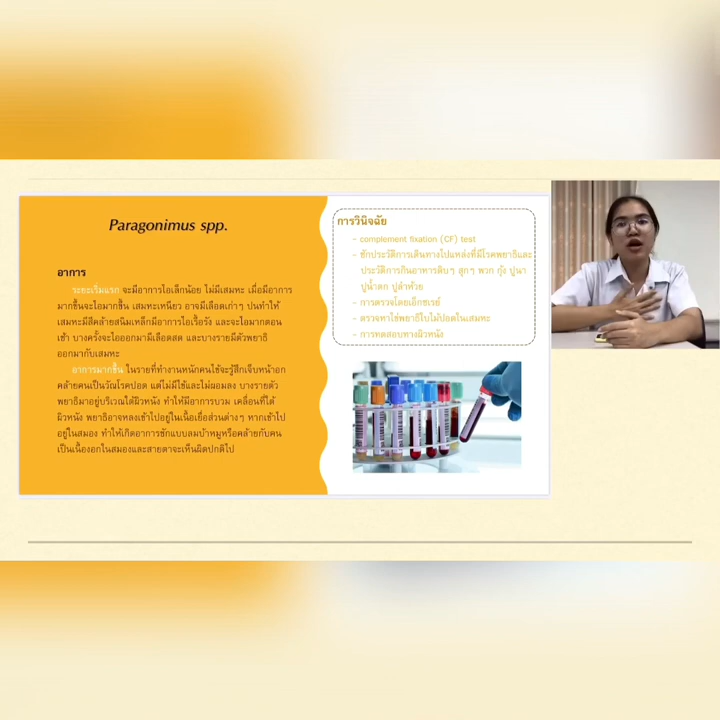 Paragonimus spp.
อาการ
ระยะเริ่มแรก จะมีอาการไอเล็กน้อย ไม่มีเสมหะ เมื่อมีอาการ
มากขึ้นจะไอมากขึ้น เสมหะเหนียว อาจมีเลือดเก่าๆ ปนทำให้
เสมหะมีสีคล้ายสนิมเหล็กมีอาการไอเรื้อรัง และจะไอมากตอน
เช้า บางครั้งจะไอออกมามีเลือดสด และบางรายมีตัวพยาธิ
ออกมากับเสมหะ
อาการมากขึ้น ในรายที่ทำงานหนักคนไข้จะรู้สึกเจ็บหน้าอก
คล้ายคนเป็นวัณโรคปอด แต่ไม่มีไข้และไม่ผอมลง บางรายตัว
พยาธิมาอยู่บริเวณใต้ผิวหนัง ทำให้มีอาการบวม เคลื่อนที่ได้
ผิวหนัง พยาธิอาจหลงเข้าไปอยู่ในเนื้อเยื่อส่วนต่างๆ หากเข้าไป
อยู่ในสมอง ทำให้เกิดอาการชักแบบลมบ้าหมูหรือคล้ายกับคน
เป็นเนื้องอกในสมองและสายตาจะเห็นผิดปกติไป
การวินิจฉัย
- complement fixation (CF) test
- ซักประวัติการเดินทางไปแหล่งที่มีโรคพยาธิและ
ประวัติการกินอาหารดิบๆ สุกๆ พวก กุ้ง ปูนา
ปูน้ำตก ปูลำห้วย
- การตรวจโดยเอ็กซเรย์
- ตรวจหาไข่พยาธิใบไม้ปอดในเสมหะ
- การทดสอบทางผิวหนัง